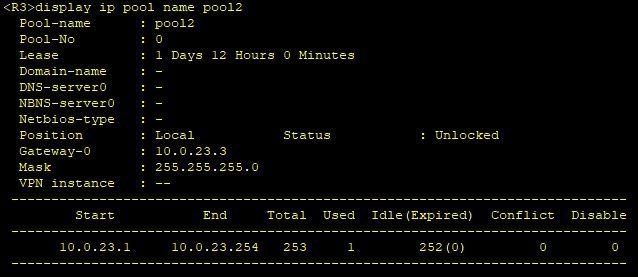 <R3>display ip pool name pool2
Pool-name : pool2
Pool-No : 0
Lease : 1 Days 12 Hours 0 Minutes
Domain-name : -
DNS-server0 : -
NBNS-server0 : -
Netbios-type : -
Position : Local Status : Unlocked
Gateway-0 : 10.0.23.3
Mask : 255.255.255.0
VPN instance : --
Start End Total Used Idle(Expired) Conflict Disable
10.0.23.1 10.0.23.254 253 1 252(0) 0 0